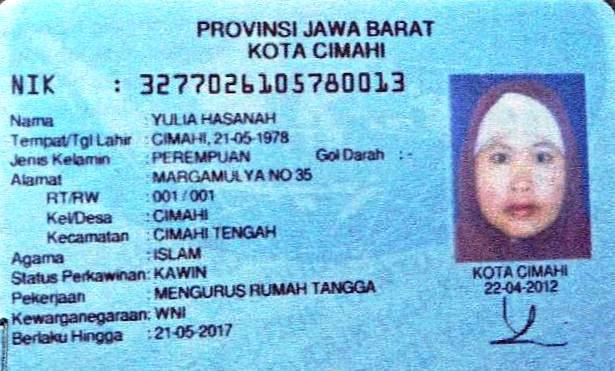 PROVINSI JAWA BARAT
KOTA CIMAHI
NIK : 3277026105780013
Nama : YULIA HASANAH
Tempat/Tgl Lahir : CIMAHI, 21-05-1978
Jenis Kelamin : PEREMPUAN Gol Darah : -
Alamat : MARGAMULYA NO 35
RT/RW : 001 / 001
Kel/Desa : CIMAHI
Kecamatan : CIMAHI TENGAH
Agama : ISLAM
Status Perkawinan: KAWIN
Pekerjaan : MENGURUS RUMAH TANGGA
Kewarganegaraan: WNI
Berlaku Hingga : 21-05-2017
KOTA CIMAHI
22-04-2012